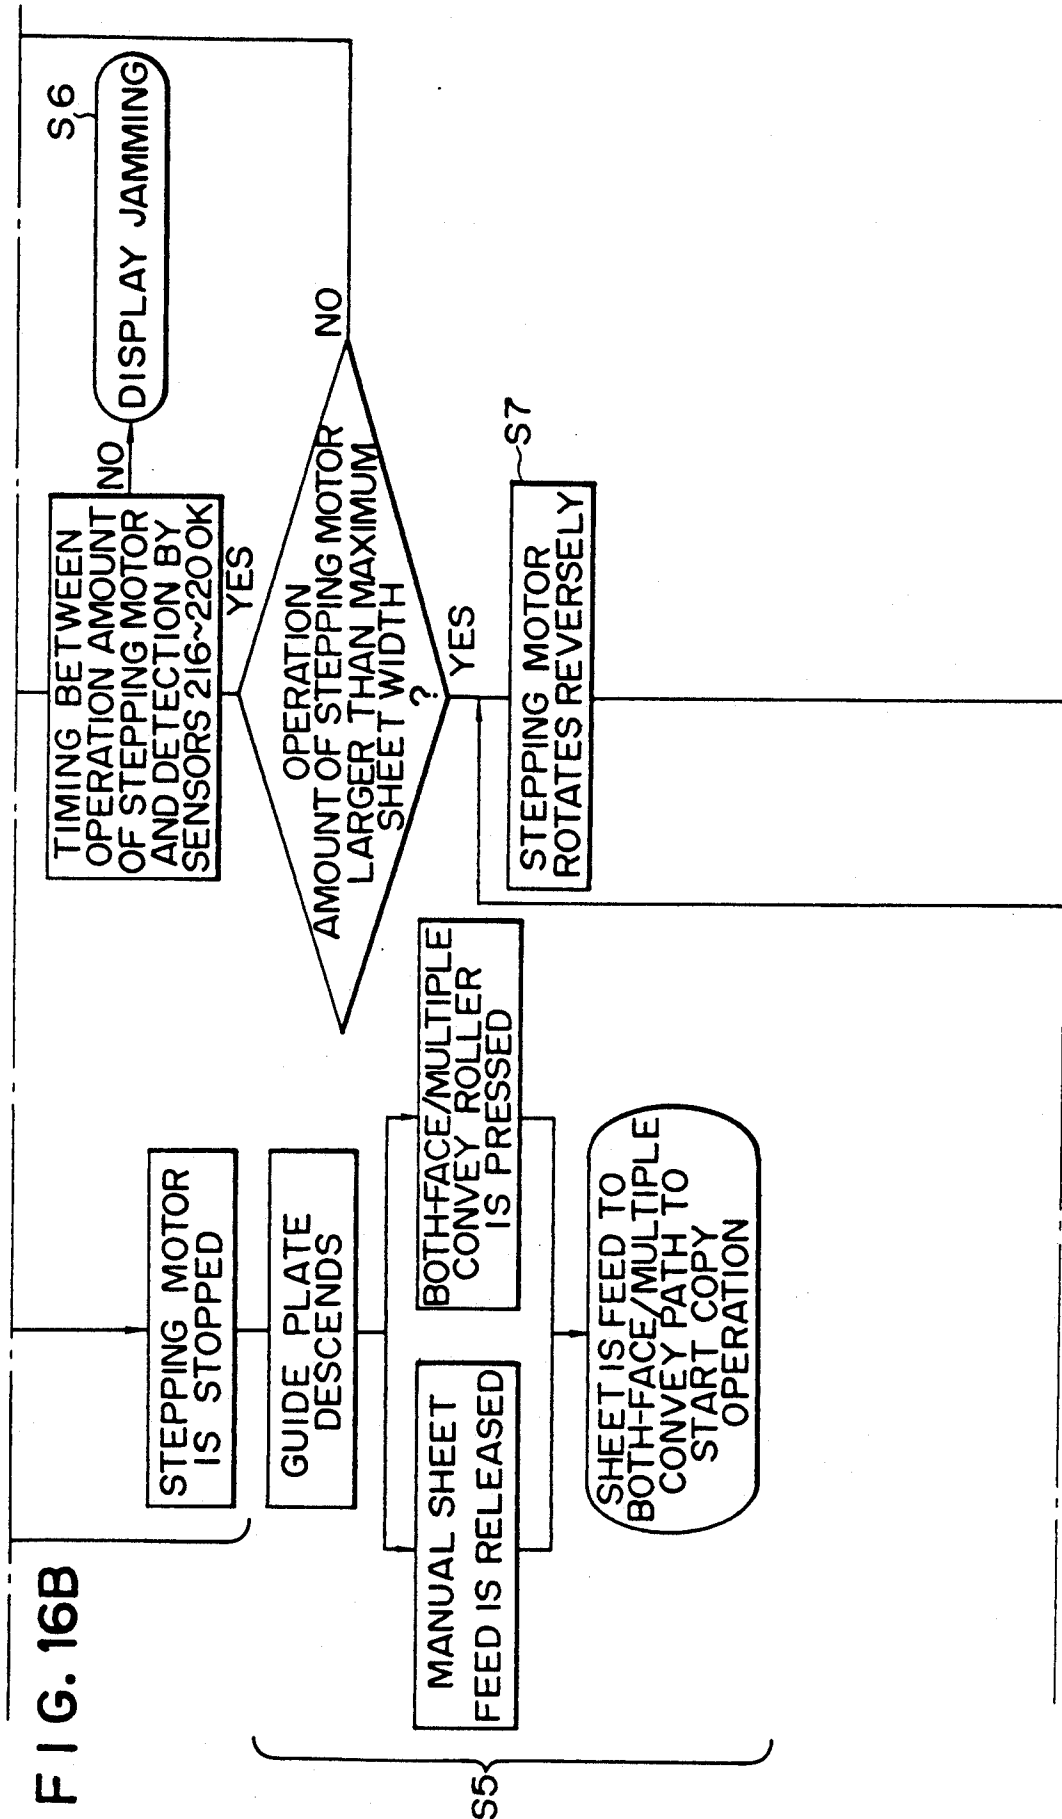 FIG. 16B
STEPPING MOTOR
IS STOPPED
GUIDE PLATE
DESCENDS
MANUAL SHEET
FEED IS RELEASED
BOTH-FACE/MULTIPLE
CONVEY ROLLER
IS PRESSED
SHEET IS FEED TO
BOTH-FACE/MULTIPLE
CONVEY PATH TO
START COPY
OPERATION
S5
TIMING BETWEEN
OPERATION AMOUNT
OF STEPPING MOTOR
AND DETECTION BY
SENSORS 216~220 OK
NO
DISPLAY JAMMING
S6
YES
OPERATION
AMOUNT OF STEPPING MOTOR
LARGER THAN MAXIMUM
SHEET WIDTH
?
NO
YES
STEPPING MOTOR
ROTATES REVERSELY
S7